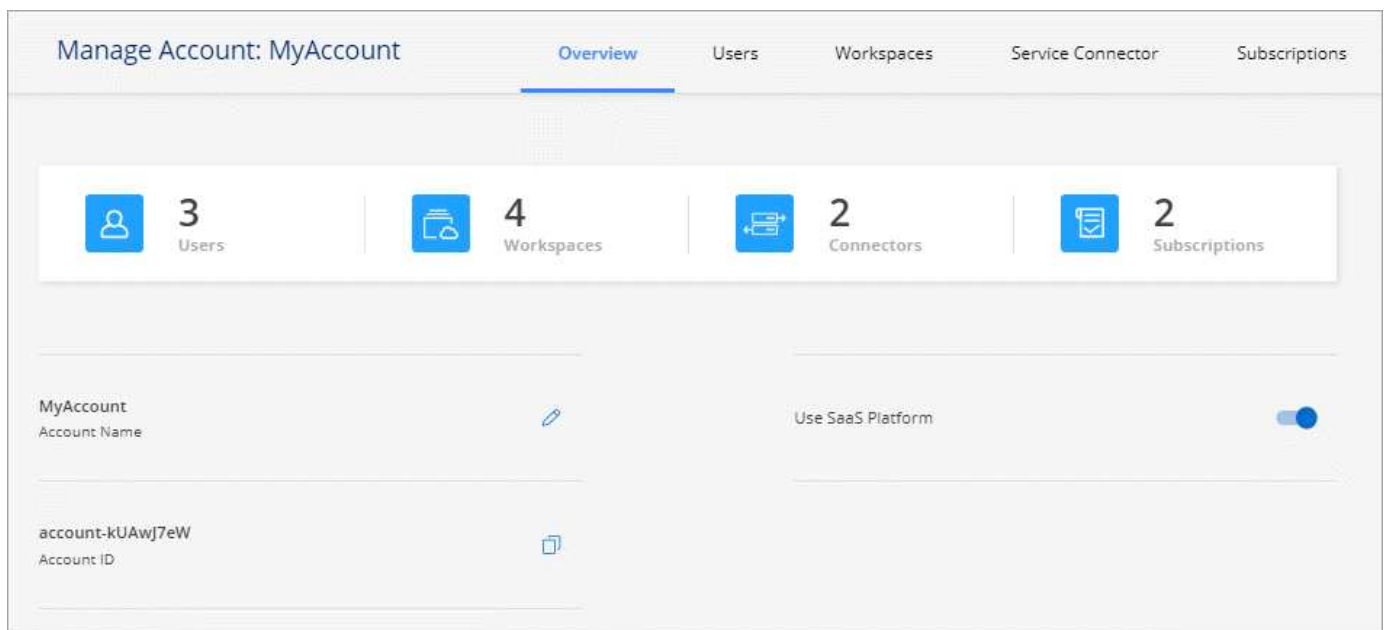 Manage Account: MyAccount
Overview
Users
Workspaces
Service Connector
Subscriptions
3
Users
4
Workspaces
2
Connectors
2
Subscriptions
MyAccount
Account Name
Use SaaS Platform
account-kUAwJ7eW
Account ID